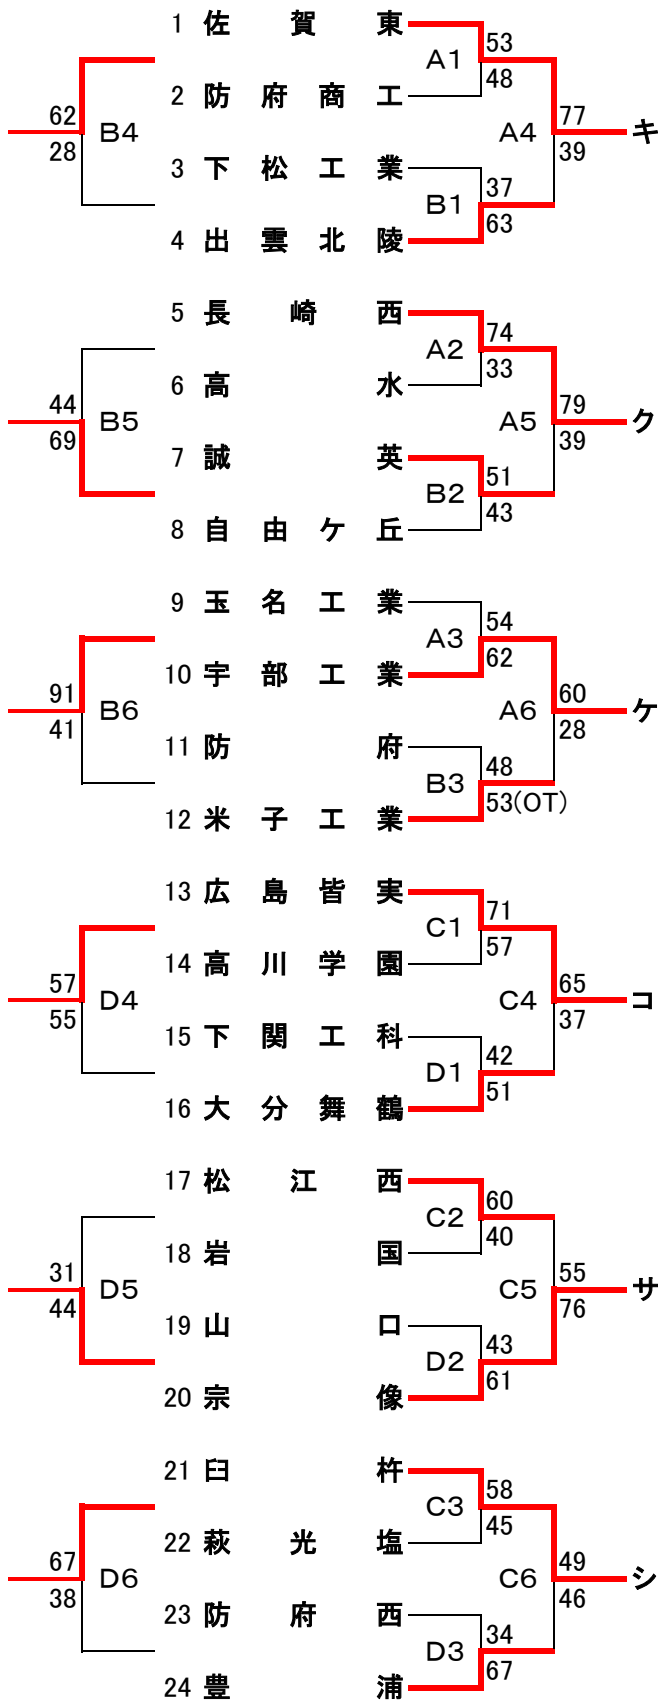 1 佐賀東
53
A1
48
62
B4
28
2 防府商工
77
A4 キ
39
3 下松工業
37
B1
63
4 出雲北陵
5 長崎西
74
A2
33
6 高水
44
B5
69
79
A5 ク
39
7 誠英
51
B2
43
8 自由ケ丘
9 玉名工業
54
A3
62
10 宇部工業
91
B6
41
60
A6 ケ
28
11 防府
48
B3
53(OT)
12 米子工業
13 広島皆実
71
C1
57
14 高川学園
57
D4
55
65
C4 コ
37
15 下関工科
42
D1
51
16 大分舞鶴
17 松江西
60
C2
40
18 岩国
31
D5
44
55
C5 サ
76
19 山口
43
D2
61
20 宗像
21 臼杵
58
C3
45
22 萩光塩
67
D6
38
49
C6 シ
46
23 防府西
34
D3
67
24 豊浦